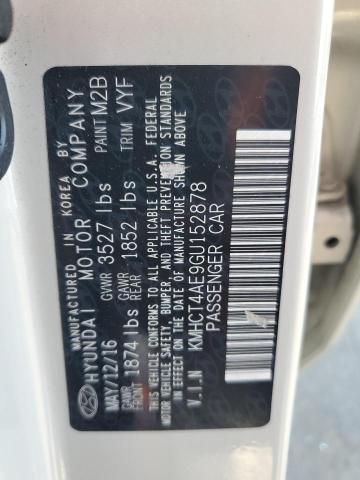 MANUFACTURED IN KOREA BY
HYUNDAI MOTOR COMPANY
MAY/12/16 GVWR 3527 lbs PAINT M2B
GAWR FRONT 1874 lbs GAWR REAR 1852 lbs TRIM VYF
THIS VEHICLE CONFORMS TO ALL APPLICABLE U.S.A. FEDERAL
MOTOR VEHICLE SAFETY, BUMPER, AND THEFT PREVENTION STANDARDS
IN EFFECT ON THE DATE OF MANUFACTURE SHOWN ABOVE
V.I.N KMHCT4AE9GU152878
PASSENGER CAR